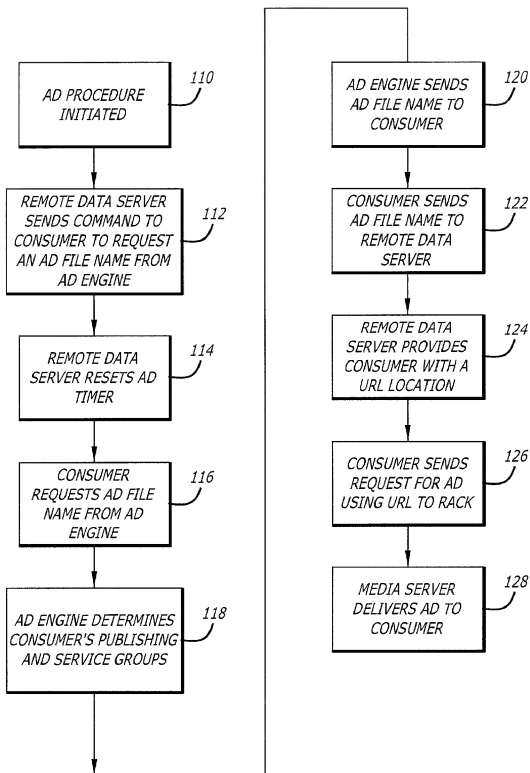 AD PROCEDURE
INITIATED
110
REMOTE DATA SERVER
SENDS COMMAND TO
CONSUMER TO REQUEST
AN AD FILE NAME FROM
AD ENGINE
112
REMOTE DATA
SERVER RESETS AD
TIMER
114
CONSUMER
REQUESTS AD FILE
NAME FROM AD
ENGINE
116
AD ENGINE DETERMINES
CONSUMER'S PUBLISHING
AND SERVICE GROUPS
118
AD ENGINE SENDS
AD FILE NAME TO
CONSUMER
120
CONSUMER SENDS
AD FILE NAME TO
REMOTE DATA
SERVER
122
REMOTE DATA
SERVER PROVIDES
CONSUMER WITH A
URL LOCATION
124
CONSUMER SENDS
REQUEST FOR AD
USING URL TO RACK
126
MEDIA SERVER
DELIVERS AD TO
CONSUMER
128